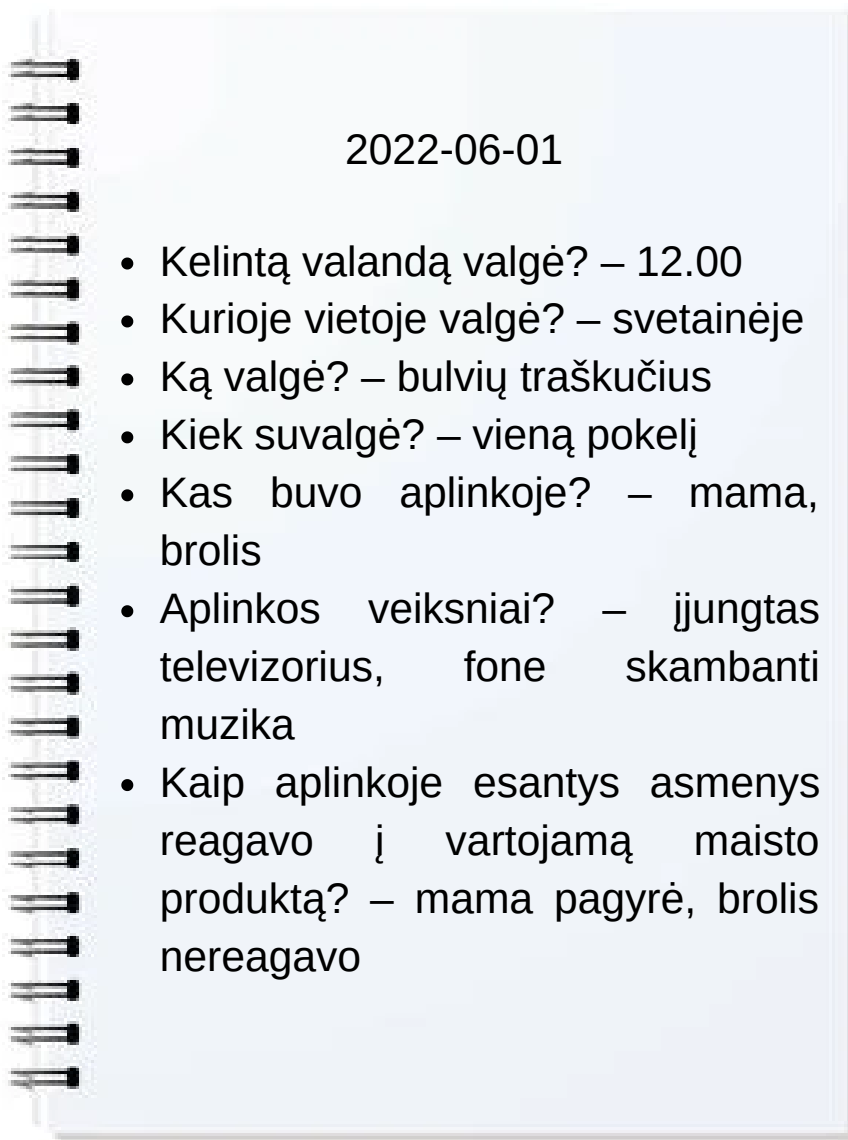 2022-06-01
• Kelintą valandą valgė? – 12.00
• Kurioje vietoje valgė? – svetainėje
• Ką valgė? – bulvių traškučius
• Kiek suvalgė? – vieną pokelį
• Kas buvo aplinkoje? – mama,
brolis
• Aplinkos veiksniai? – įjungtas
televizorius, fone skambanti
muzika
• Kaip aplinkoje esantys asmenys
reagavo į vartojamą maisto
produktą? – mama pagyrė, brolis
nereagavo